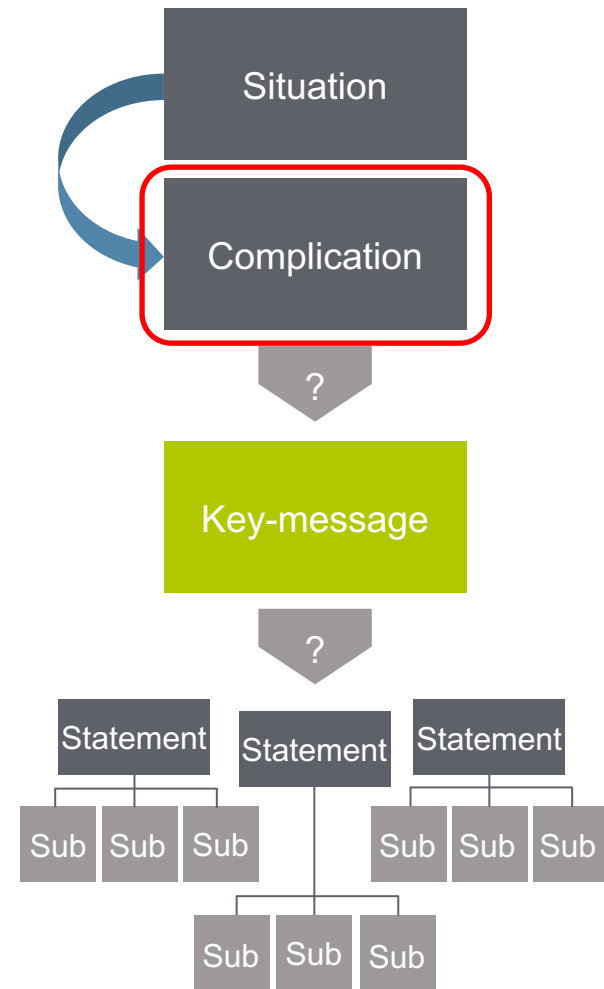 Situation
Complication
?
Key-message
?
Statement
Statement
Statement
Sub
Sub
Sub
Sub
Sub
Sub
Sub
Sub
Sub